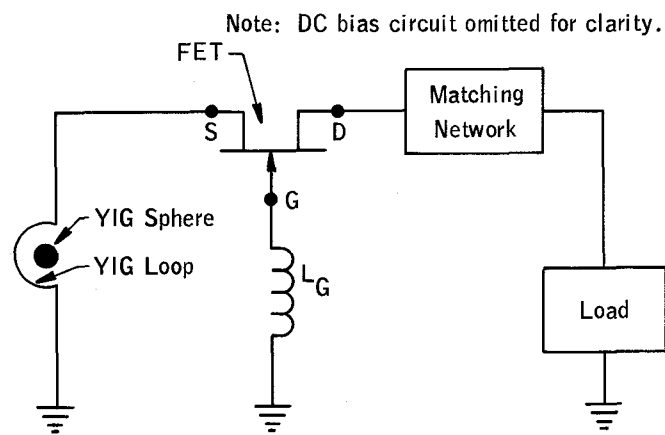 Note: DC bias circuit omitted for clarity.
FET
S
D
Matching
Network
G
YIG Sphere
YIG Loop
LG
Load